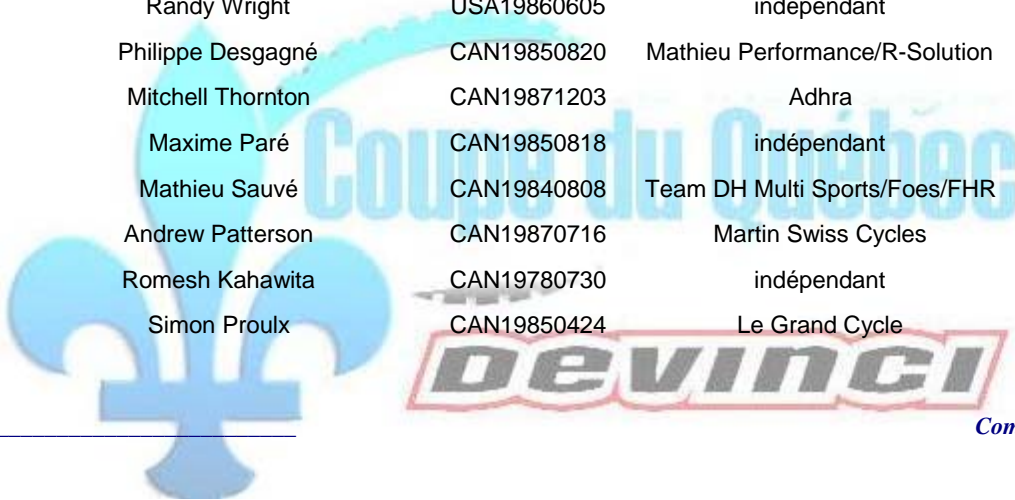 Randy Wright USA19860605 indépendant
Philippe Desgagné CAN19850820 Mathieu Performance/R-Solution
Mitchell Thornton CAN19871203 Adhra
Coupe du Québec
Maxime Paré CAN19850818 indépendant
Mathieu Sauvé CAN19840808 Team DH Multi Sports/Foes/FHR
Andrew Patterson CAN19870716 Martin Swiss Cycles
Romesh Kahawita CAN19780730 indépendant
Simon Proulx CAN19850424 Le Grand Cycle
DEVINCI